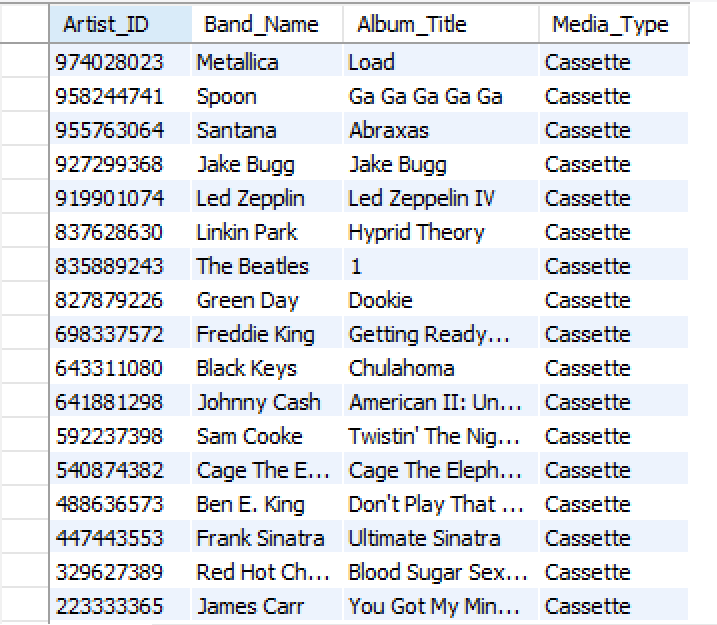 Artist_ID Band_Name Album_Title Media_Type
974028023 Metallica Load Cassette
958244741 Spoon Ga Ga Ga Ga Ga Cassette
955763064 Santana Abraxas Cassette
927299368 Jake Bugg Jake Bugg Cassette
919901074 Led Zepplin Led Zeppelin IV Cassette
837628630 Linkin Park Hyprid Theory Cassette
835889243 The Beatles 1 Cassette
827879226 Green Day Dookie Cassette
698337572 Freddie King Getting Ready... Cassette
643311080 Black Keys Chulahoma Cassette
641881298 Johnny Cash American II: Un... Cassette
592237398 Sam Cooke Twistin' The Nig... Cassette
540874382 Cage The E... Cage The Eleph... Cassette
488636573 Ben E. King Don't Play That ... Cassette
447443553 Frank Sinatra Ultimate Sinatra Cassette
329627389 Red Hot Ch... Blood Sugar Sex... Cassette
223333365 James Carr You Got My Min... Cassette